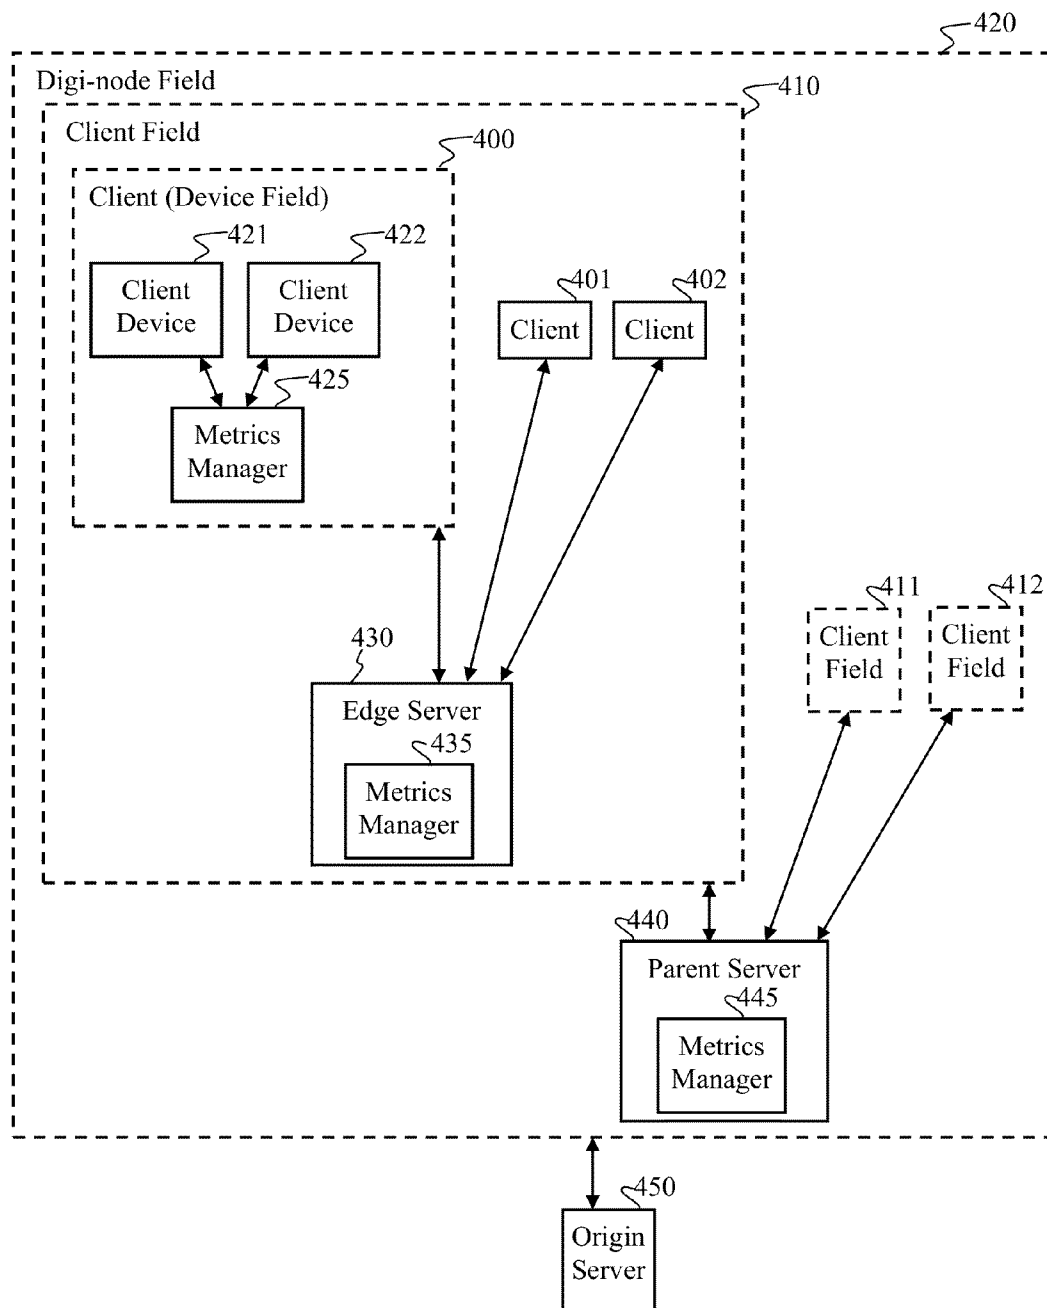 420
Digi-node Field
410
Client Field
400
Client (Device Field)
421
422
Client
Device
Client
Device
401
402
Client
Client
425
Metrics
Manager
411
412
Client
Field
Client
Field
430
Edge Server
435
Metrics
Manager
440
Parent Server
445
Metrics
Manager
450
Origin
Server